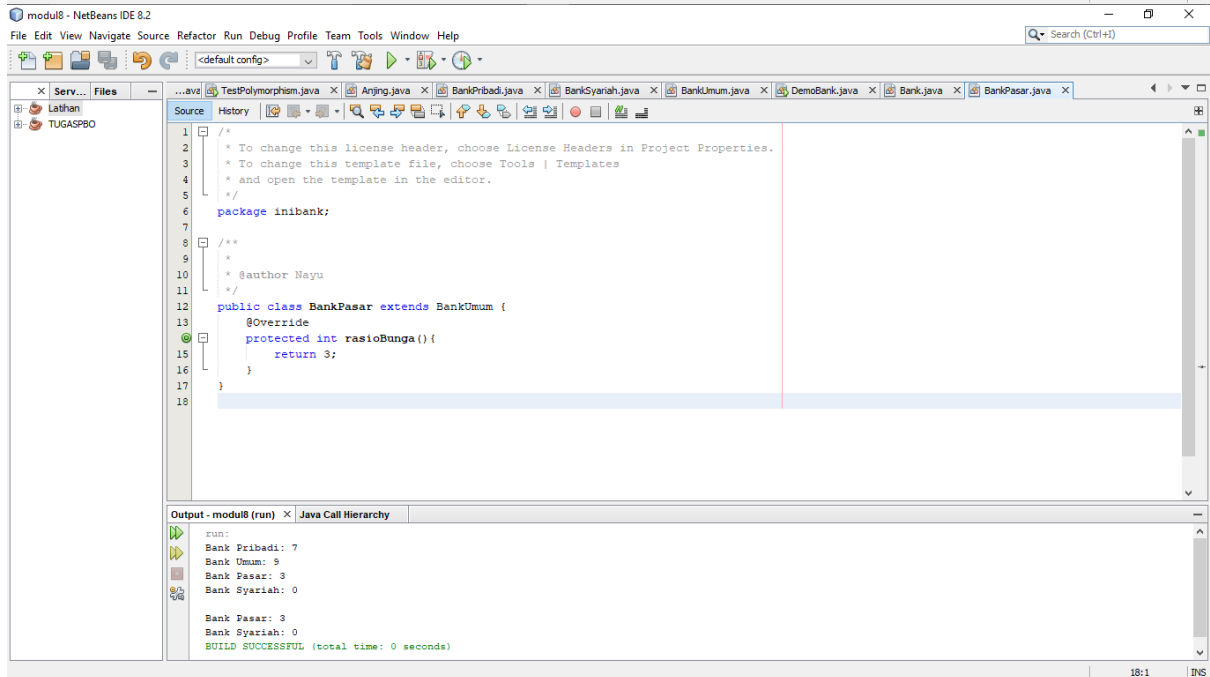 modul8 - NetBeans IDE 8.2
File Edit View Navigate Source Refactor Run Debug Profile Team Tools Window Help
Search (Ctrl+I)
<default config>
Serv... Files
...ava TestPolymorphism.java Anjing.java BankPribadi.java BankSyariah.java BankUmum.java DemoBank.java Bank.java BankPasar.java
Latihan
TUGASPBO
Source History
1 /*
2 * To change this license header, choose License Headers in Project Properties.
3 * To change this template file, choose Tools | Templates
4 * and open the template in the editor.
5 */
6 package inibank;
7
8 /**
9 *
10 * @author Nayu
11 */
12 public class BankPasar extends BankUmum {
13 @Override
protected int rasioBunga(){
15 return 3;
16 }
17 }
18
Output - modul8 (run) Java Call Hierarchy
run:
Bank Pribadi: 7
Bank Umum: 9
Bank Pasar: 3
Bank Syariah: 0
Bank Pasar: 3
Bank Syariah: 0
BUILD SUCCESSFUL (total time: 0 seconds)
18:1 INS